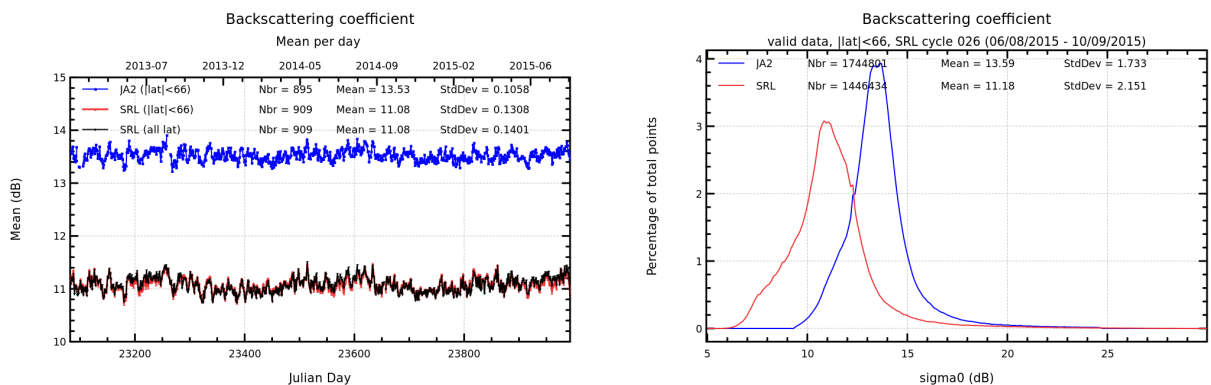 Backscattering coefficient
Mean per day
2013-07 2013-12 2014-05 2014-09 2015-02 2015-06
15
14
13
12
11
10
Mean (dB)
JA2 (|lat|<66) Nbr = 895 Mean = 13.53 StdDev = 0.1058
SRL (|lat|<66) Nbr = 909 Mean = 11.08 StdDev = 0.1308
SRL (all lat) Nbr = 909 Mean = 11.08 StdDev = 0.1401
23200 23400 23600 23800
Julian Day
Backscattering coefficient
valid data, |lat|<66, SRL cycle 026 (06/08/2015 - 10/09/2015)
4
3
2
1
0
Percentage of total points
JA2 Nbr = 1744801 Mean = 13.59 StdDev = 1.733
SRL Nbr = 1446434 Mean = 11.18 StdDev = 2.151
5 10 15 20 25
sigma0 (dB)